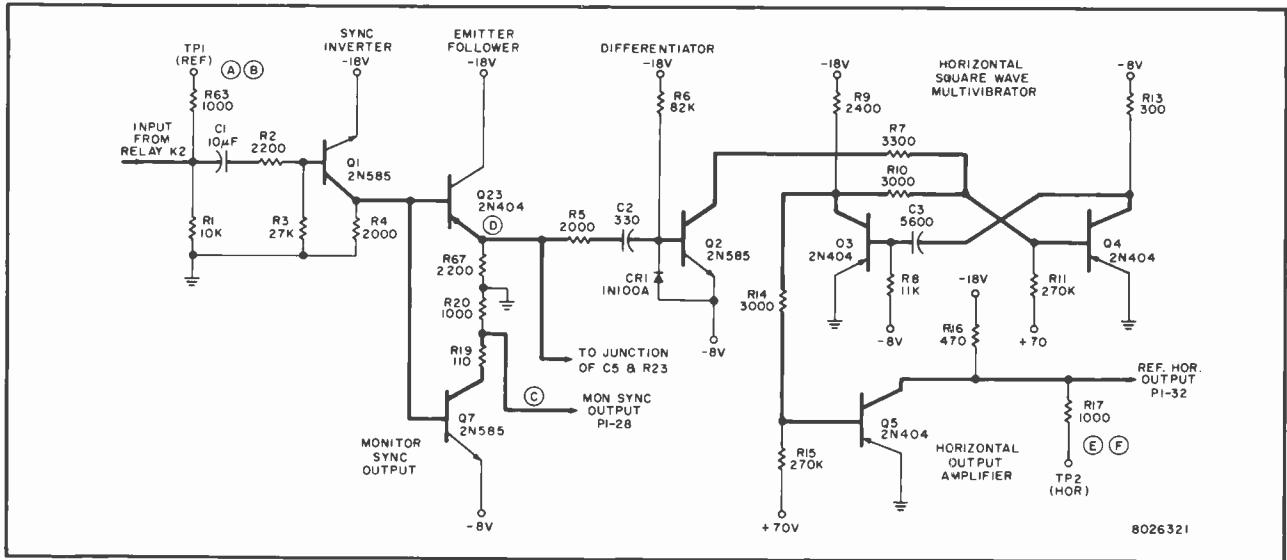 TP1
(REF)
A B
R63
1000
INPUT
FROM
RELAY K2
C1
10µF
R2
2200
R1
10K
R3
27K
R4
2000
SYNC
INVERTER
-18V
Q1
2N585
EMITTER
FOLLOWER
-18V
Q23
2N404
D
R67
2200
R20
1000
R19
110
C
Q7
2N585
MONITOR
SYNC
OUTPUT
-8V
TO JUNCTION
OF C5 & R23
MON SYNC
OUTPUT
P1-28
DIFFERENTIATOR
-18V
R6
82K
R5
2000
C2
330
Q2
2N585
CR1
1N100A
-8V
HORIZONTAL
SQUARE WAVE
MULTIVIBRATOR
-18V
R9
2400
R7
3300
R10
3000
-8V
R13
300
Q3
2N404
C3
5600
R8
11K
-8V
Q4
2N404
R11
270K
+70
R14
3000
-18V
R16
470
REF. HOR.
OUTPUT
P1-32
Q5
2N404
R15
270K
+70V
HORIZONTAL
OUTPUT
AMPLIFIER
R17
1000
E F
TP2
(HOR)
8026321